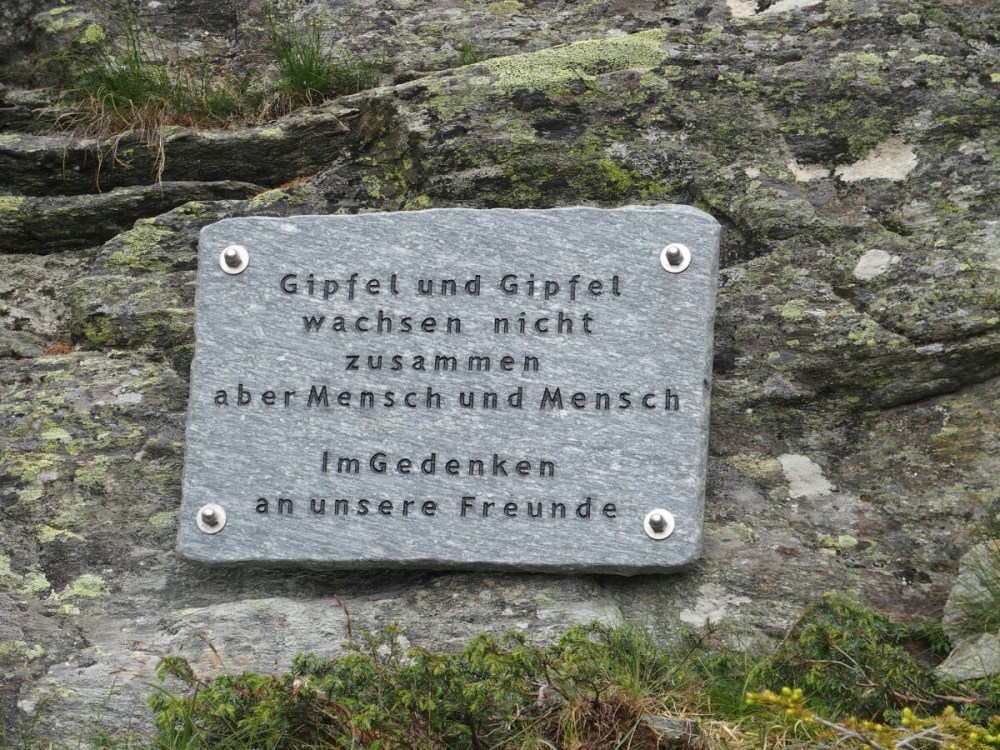 Gipfel und Gipfel
wachsen nicht
zusammen
aber Mensch und Mensch
Im Gedenken
an unsere Freunde